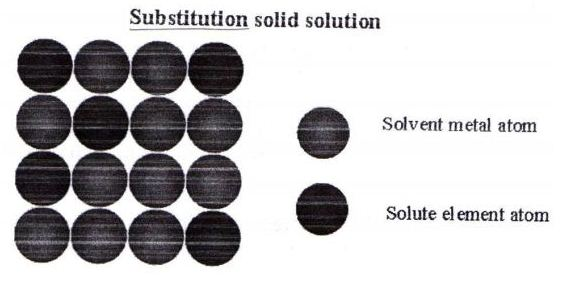 Substitution solid solution
Solvent metal atom
Solute element atom